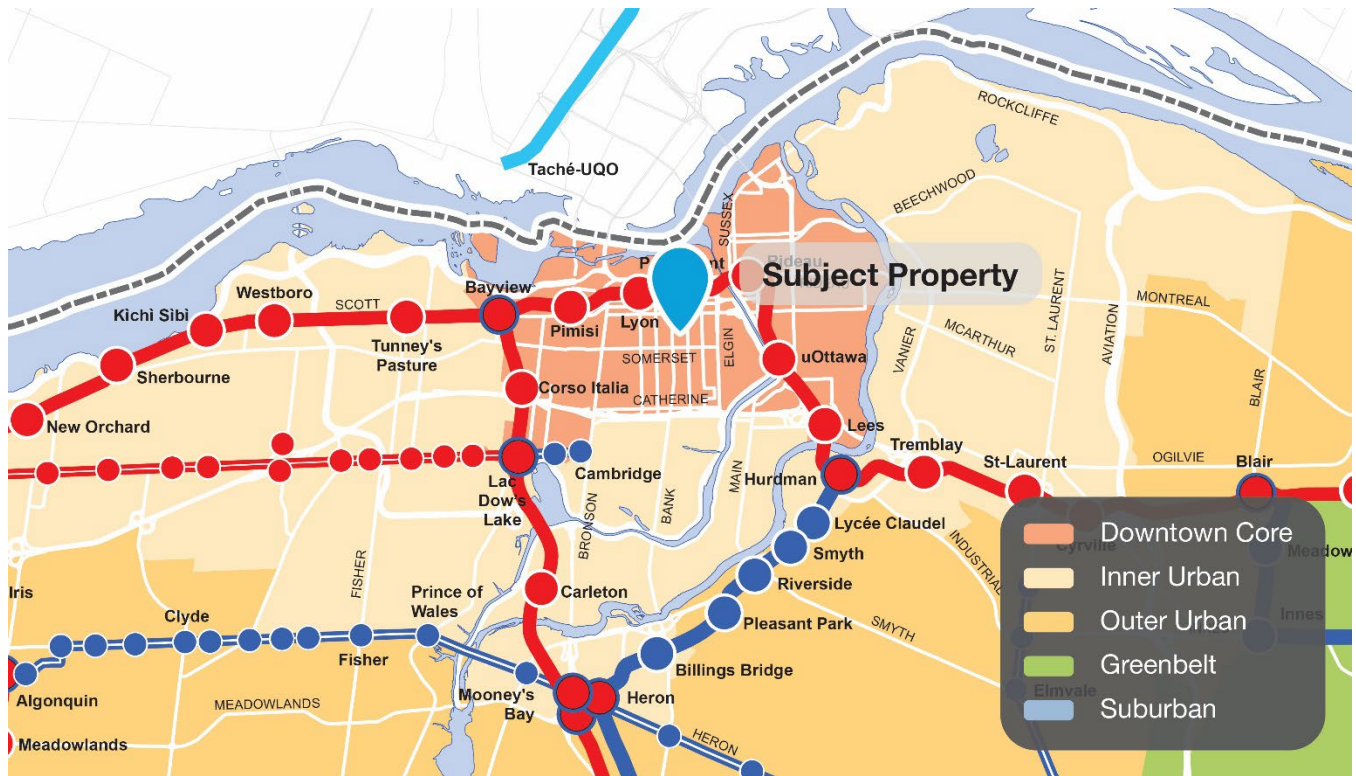 ROCKCLIFFE
Taché-UQO
SUSSEX
BEECHWOOD
Rideau
Subject Property
Westboro
Bayview
Kìchì Sìbì
SCOTT
MONTREAL
Pimisi
Lyon
MCARTHUR
ST. LAURENT
AVIATION
VANIER
Tunney's
Pasture
SOMERSET
ELGIN
uOttawa
Sherbourne
Corso Italia
CATHERINE
BLAIR
New Orchard
Lees
Tremblay
St-Laurent
OGILVIE
Blair
Cambridge
Hurdman
MAIN
BANK
BRONSON
Lac
Dow's
Lake
Lycée Claudel
INDUSTRIAL
Smyth
Cyrville
Downtown Core
Inner Urban
Outer Urban
Greenbelt
Suburban
FISHER
Iris
Clyde
Prince of
Wales
Carleton
Riverside
Innes
Pleasant Park
SMYTH
Fisher
Billings Bridge
Algonquin
MEADOWLANDS
Mooney's
Bay
Heron
Elmvale
HERON
Meadowlands